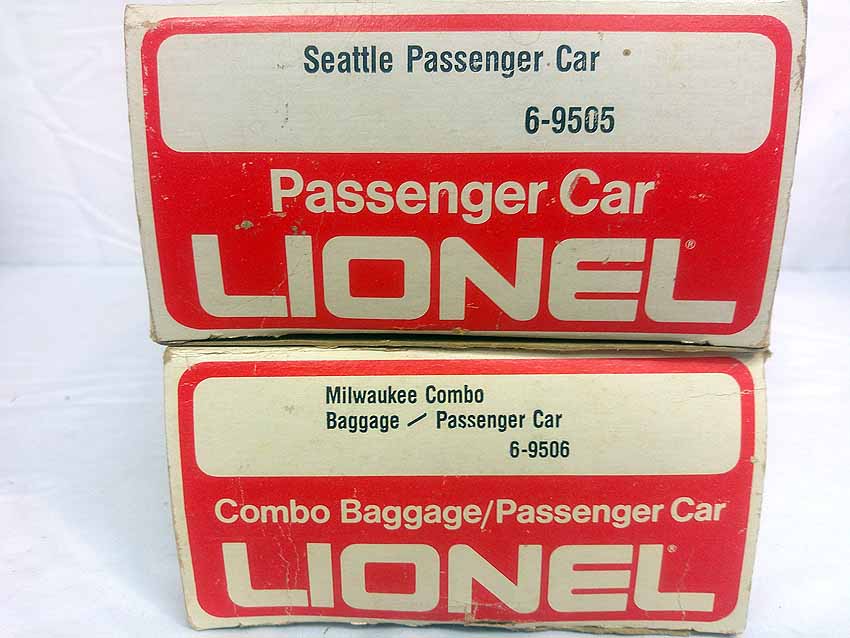 Seattle Passenger Car
6-9505
Passenger Car
LIONEL®
Milwaukee Combo
Baggage / Passenger Car
6-9506
Combo Baggage/Passenger Car
LIONEL®